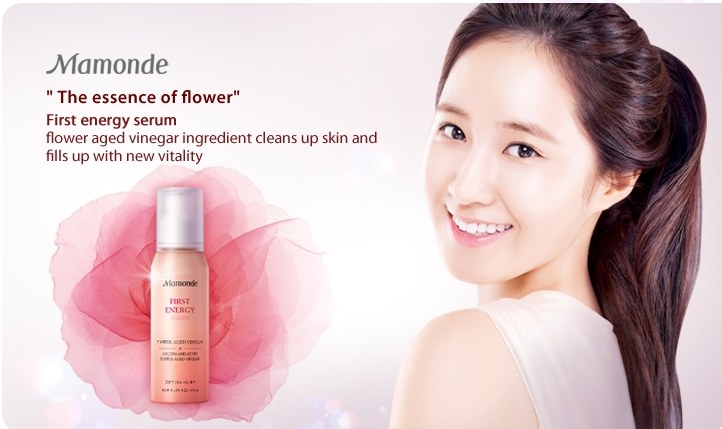 Mamonde
" The essence of flower"
First energy serum
flower aged vinegar ingredient cleans up skin and
fills up with new vitality
Mamonde
FIRST
ENERGY
SERUM